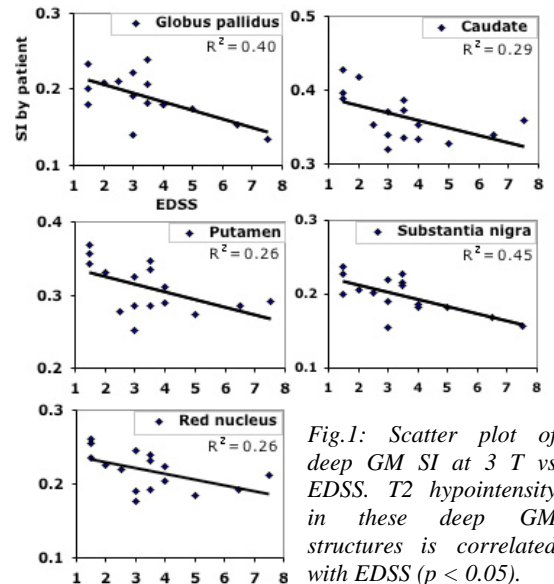 0.3 Globus pallidus
R² = 0.40
SI by patient
0.2
0.1
1 2 3 4 5 6 7 8
EDSS
0.5 Caudate
R² = 0.29
0.4
0.3
1 2 3 4 5 6 7 8
0.4 Putamen
R² = 0.26
0.3
0.2
1 2 3 4 5 6 7 8
0.3 Substantia nigra
R² = 0.45
0.2
0.1
1 2 3 4 5 6 7 8
0.3 Red nucleus
R² = 0.26
0.2
0.1
1 2 3 4 5 6 7 8
Fig.1: Scatter plot of
deep GM SI at 3 T vs
EDSS. T2 hypointensity
in these deep GM
structures is correlated
with EDSS (p < 0.05).